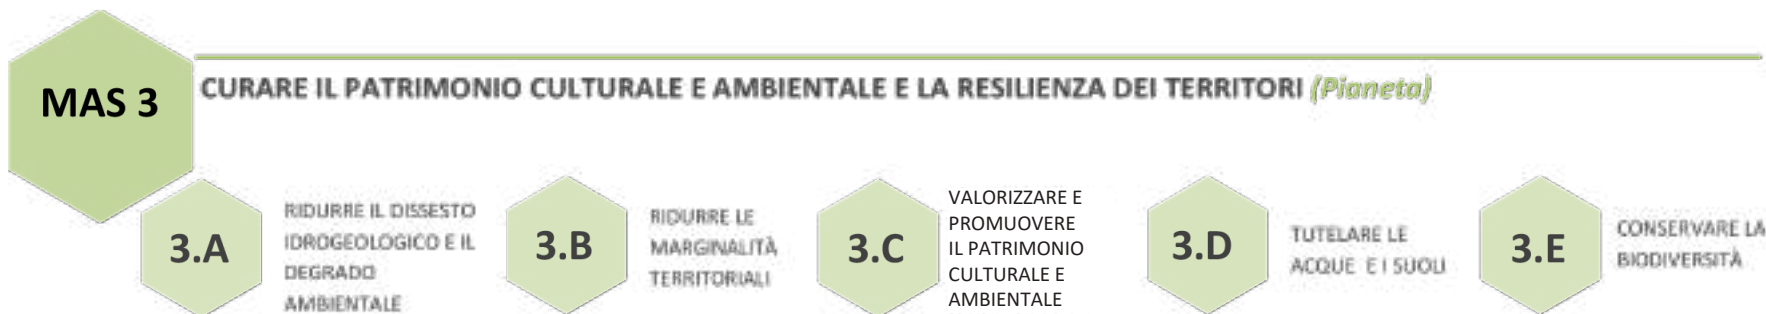 MAS 3
CURARE IL PATRIMONIO CULTURALE E AMBIENTALE E LA RESILIENZA DEI TERRITORI (Pianeta)
3.A
RIDURRE IL DISSESTO
IDROGEOLOGICO E IL
DEGRADO
AMBIENTALE
3.B
RIDURRE LE
MARGINALITÀ
TERRITORIALI
3.C
VALORIZZARE E
PROMUOVERE
IL PATRIMONIO
CULTURALE E
AMBIENTALE
3.D
TUTELARE LE
ACQUE E I SUOLI
3.E
CONSERVARE LA
BIODIVERSITÀ